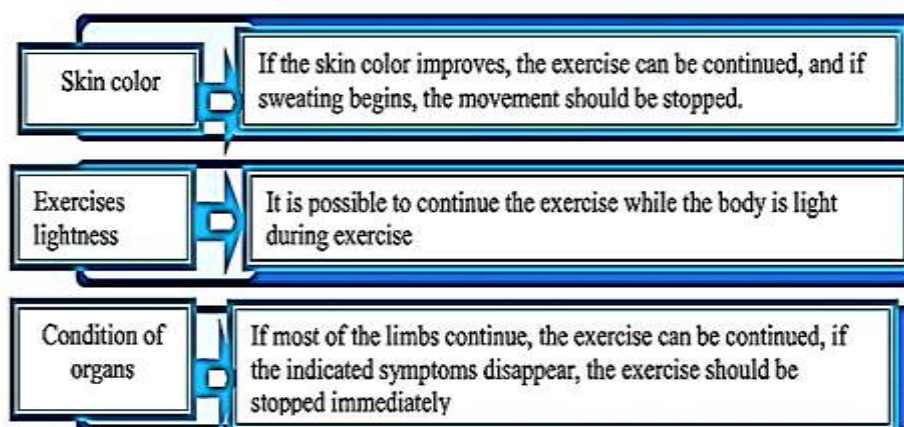 Skin color
If the skin color improves, the exercise can be continued, and if
sweating begins, the movement should be stopped.
Exercises
lightness
It is possible to continue the exercise while the body is light
during exercise
Condition of
organs
If most of the limbs continue, the exercise can be continued, if
the indicated symptoms disappear, the exercise should be
stopped immediately